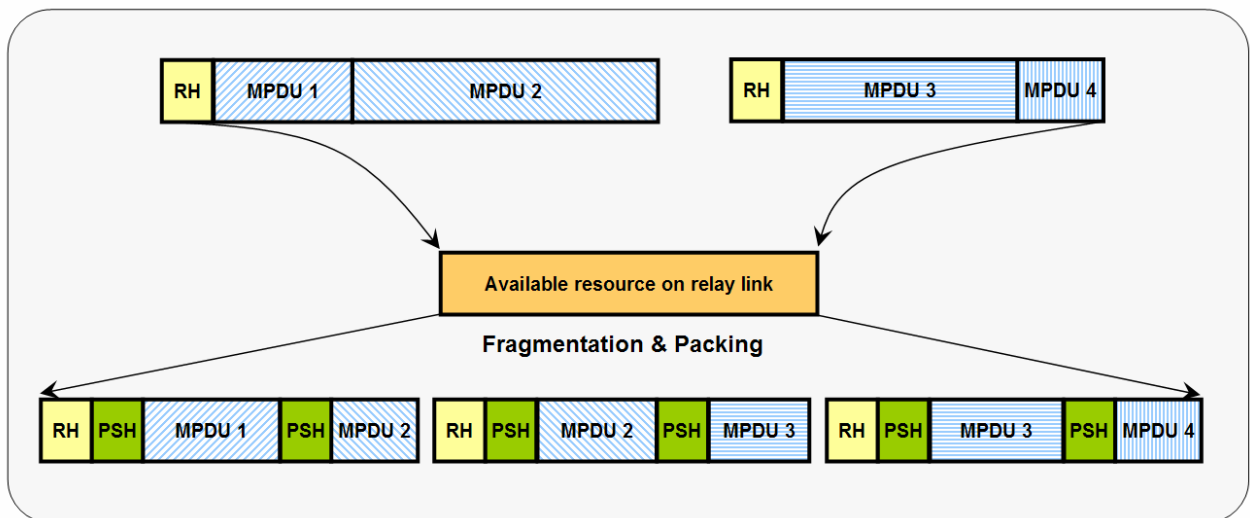 RH MPDU 1 MPDU 2 RH MPDU 3 MPDU 4
Available resource on relay link
Fragmentation & Packing
RH PSH MPDU 1 PSH MPDU 2 RH PSH MPDU 2 PSH MPDU 3 RH PSH MPDU 3 PSH MPDU 4